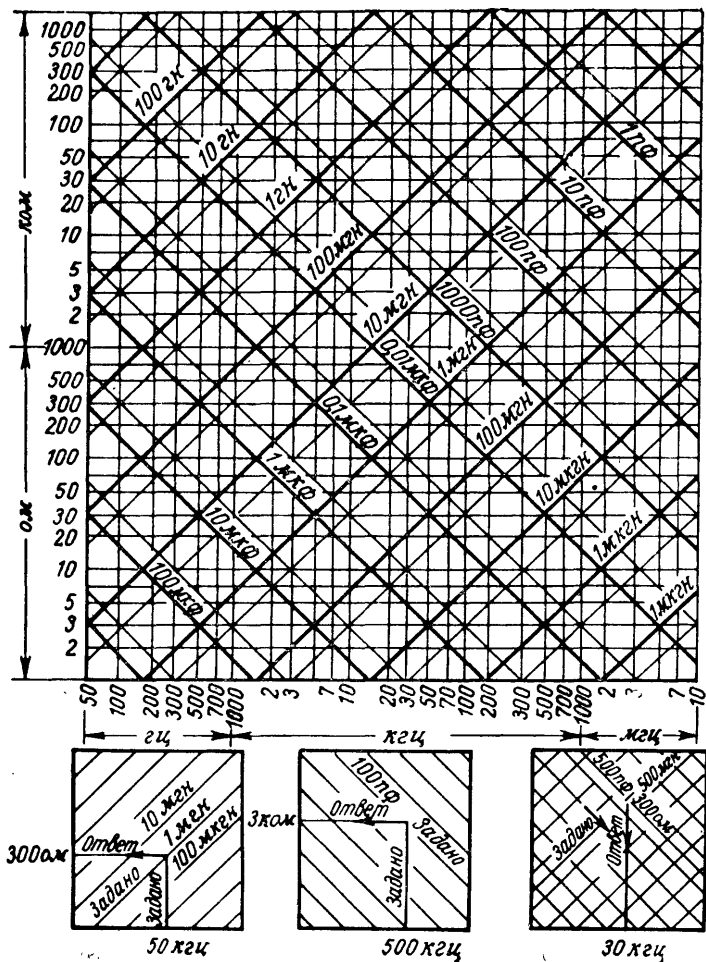 1000
500
300
200
100
50
30
20
10
5
3
2
1000
500
300
200
100
50
30
20
10
5
3
2
ком
ом
100 гн
10 гн
1 гн
100 мгн
10 мгн
1 мгн
100 мгн
10 мкгн
1 мкгн
1 мкгн
1 пф
10 пф
100 пф
1000 пф
0,01 мкф
0,1 мкф
1 мкф
10 мкф
100 мкф
50 100 200 300 500 700 1000 2 3 7 10 20 30 50 70 100 200 300 500 700 1000 2 3 7 10
гц кгц мгц
10 мгн
1 мгн
100 мкгн
Ответ
300 ом
Задано
Задано
50 кгц
100 пф
Ответ
3 ком
Задано
Задано
500 кгц
500 пф
500 мгн
300 ом
Задано
Ответ
30 кгц